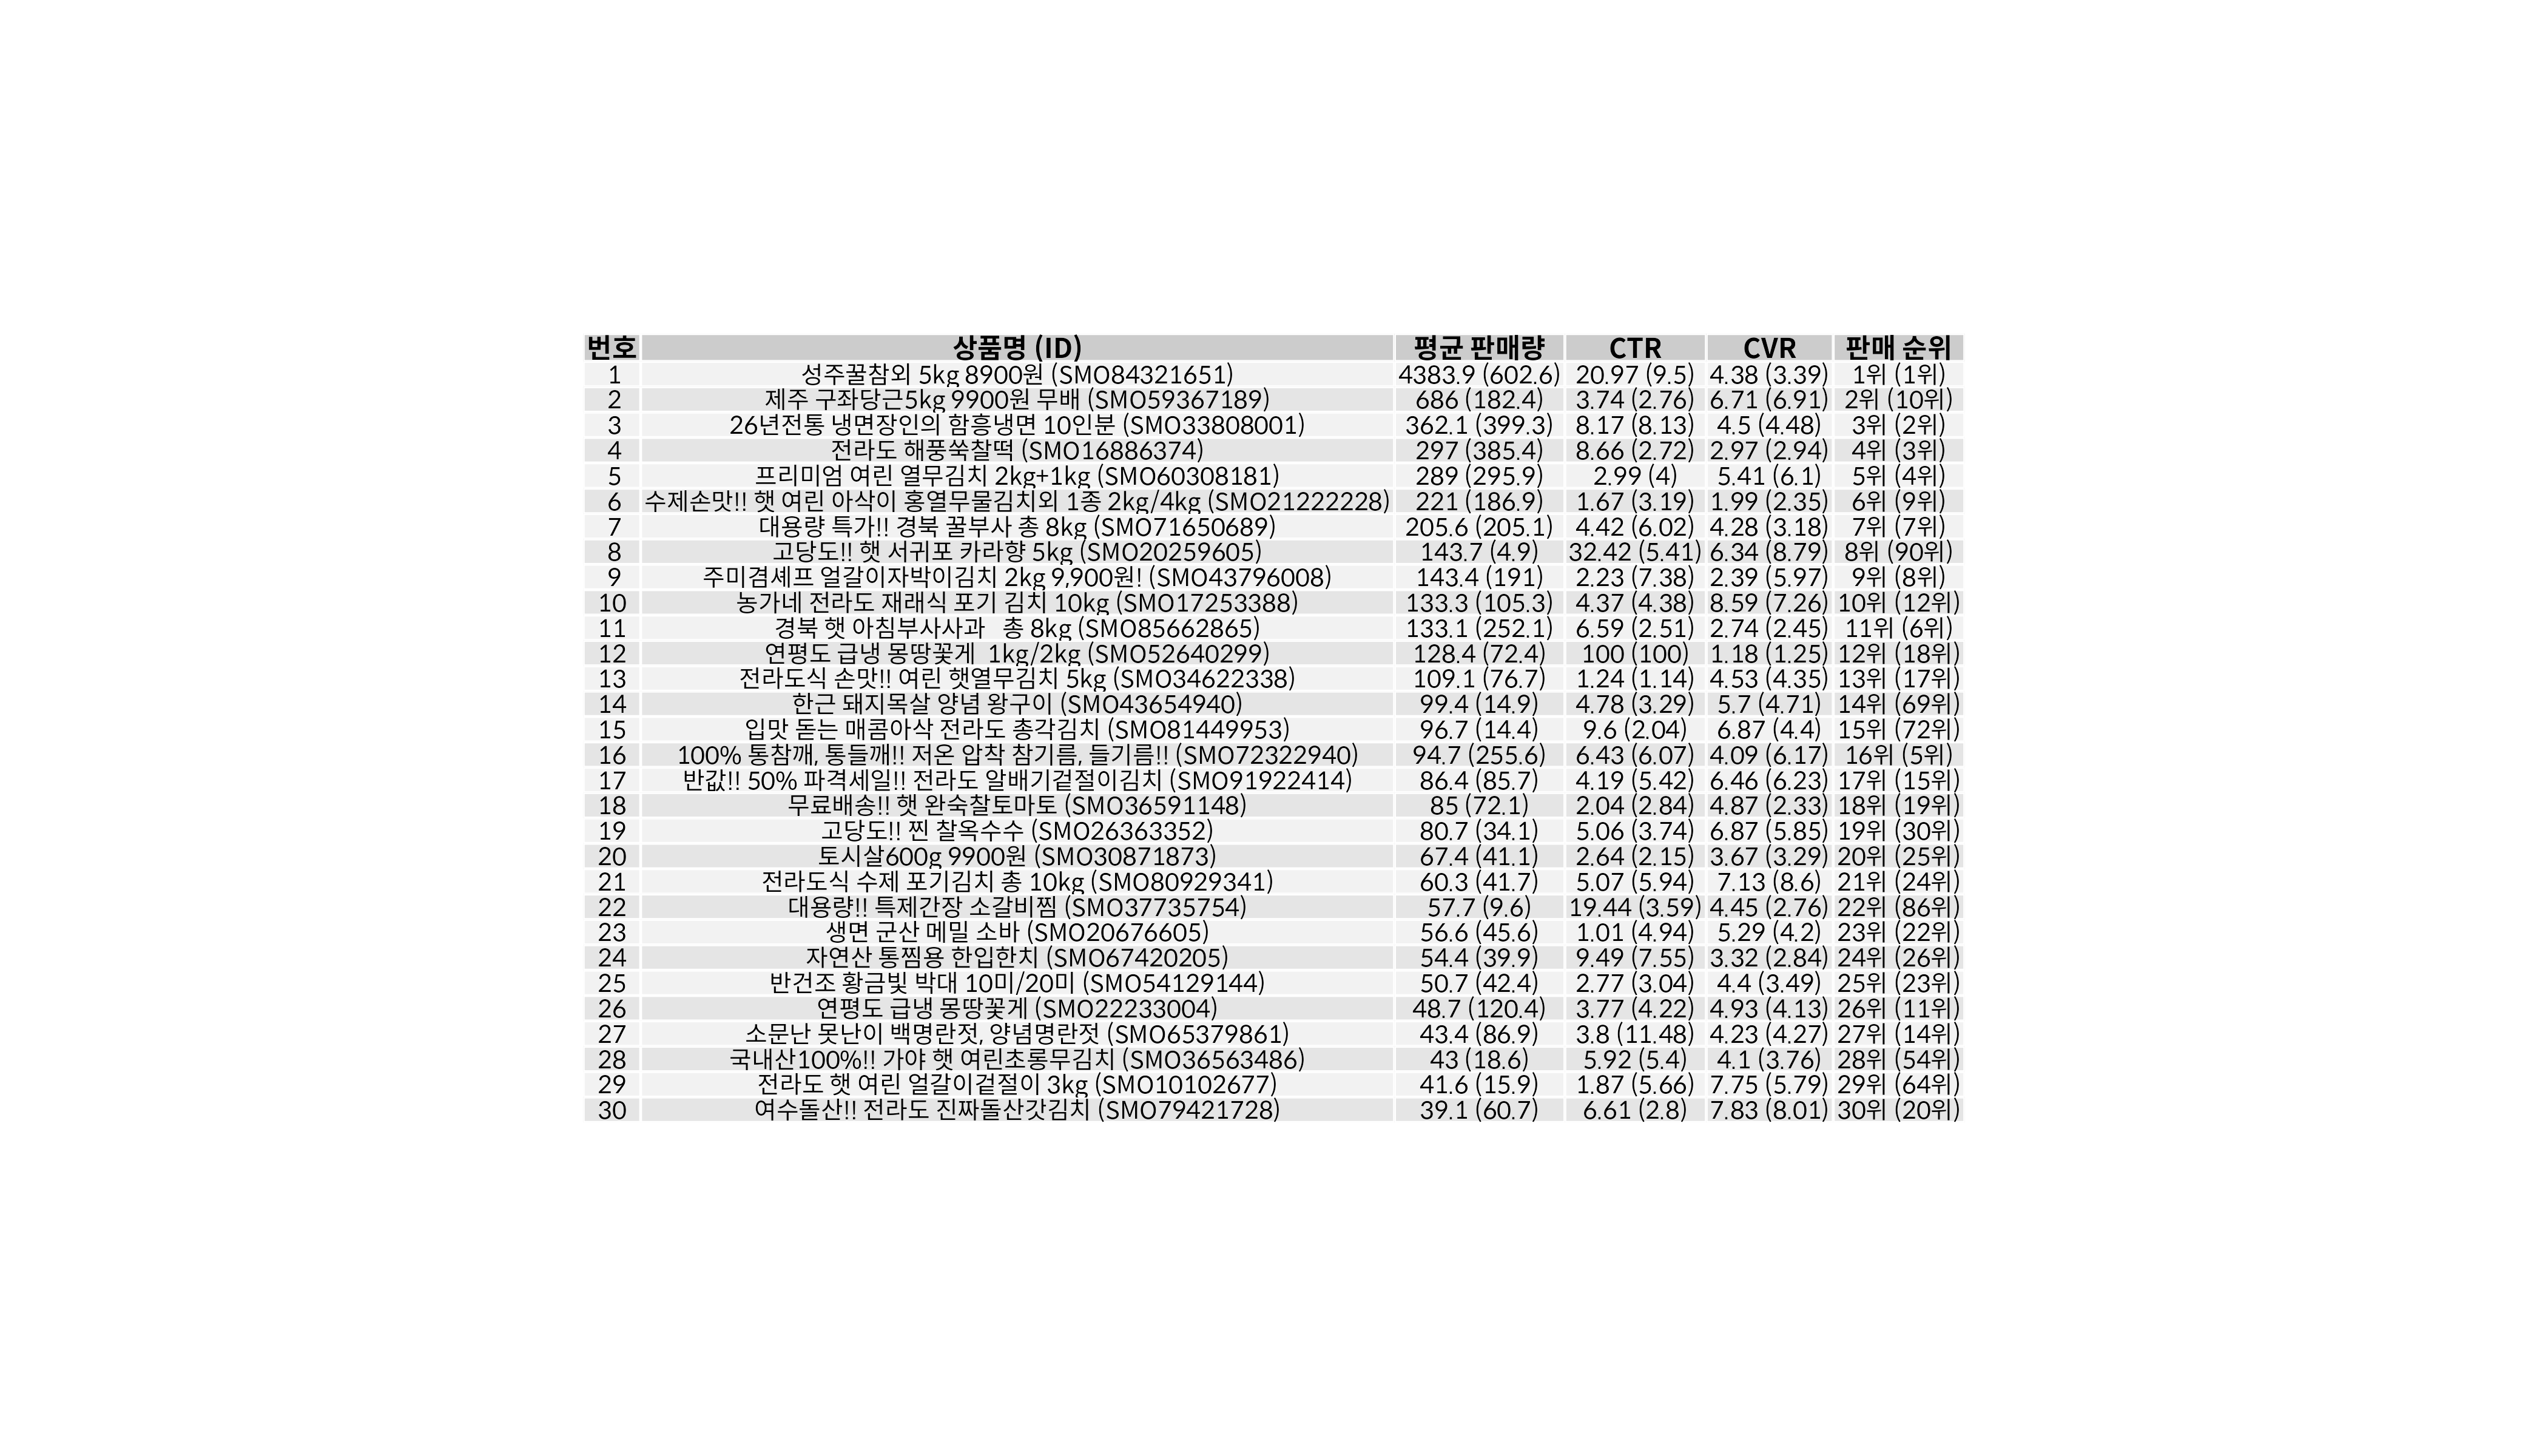 번호 상품명 (ID) 평균 판매량 CTR CVR 판매 순위
1 성주꿀참외 5kg 8900원 (SMO84321651) 4383.9 (602.6) 20.97 (9.5) 4.38 (3.39) 1위 (1위)
2 제주 구좌당근5kg 9900원 무배 (SMO59367189) 686 (182.4) 3.74 (2.76) 6.71 (6.91) 2위 (10위)
3 26년전통 냉면장인의 함흥냉면 10인분 (SMO33808001) 362.1 (399.3) 8.17 (8.13) 4.5 (4.48) 3위 (2위)
4 전라도 해풍쑥찰떡 (SMO16886374) 297 (385.4) 8.66 (2.72) 2.97 (2.94) 4위 (3위)
5 프리미엄 여린 열무김치 2kg+1kg (SMO60308181) 289 (295.9) 2.99 (4) 5.41 (6.1) 5위 (4위)
6 수제손맛!! 햇 여린 아삭이 홍열무물김치외 1종 2kg/4kg (SMO21222228) 221 (186.9) 1.67 (3.19) 1.99 (2.35) 6위 (9위)
7 대용량 특가!! 경북 꿀부사 총 8kg (SMO71650689) 205.6 (205.1) 4.42 (6.02) 4.28 (3.18) 7위 (7위)
8 고당도!! 햇 서귀포 카라향 5kg (SMO20259605) 143.7 (4.9) 32.42 (5.41) 6.34 (8.79) 8위 (90위)
9 주미겸셰프 얼갈이자박이김치 2kg 9,900원! (SMO43796008) 143.4 (191) 2.23 (7.38) 2.39 (5.97) 9위 (8위)
10 농가네 전라도 재래식 포기 김치 10kg (SMO17253388) 133.3 (105.3) 4.37 (4.38) 8.59 (7.26) 10위 (12위)
11 경북 햇 아침부사사과 총 8kg (SMO85662865) 133.1 (252.1) 6.59 (2.51) 2.74 (2.45) 11위 (6위)
12 연평도 급냉 몽땅꽃게 1kg/2kg (SMO52640299) 128.4 (72.4) 100 (100) 1.18 (1.25) 12위 (18위)
13 전라도식 손맛!! 여린 햇열무김치 5kg (SMO34622338) 109.1 (76.7) 1.24 (1.14) 4.53 (4.35) 13위 (17위)
14 한근 돼지목살 양념 왕구이 (SMO43654940) 99.4 (14.9) 4.78 (3.29) 5.7 (4.71) 14위 (69위)
15 입맛 돋는 매콤아삭 전라도 총각김치 (SMO81449953) 96.7 (14.4) 9.6 (2.04) 6.87 (4.4) 15위 (72위)
16 100% 통참깨, 통들깨!! 저온 압착 참기름, 들기름!! (SMO72322940) 94.7 (255.6) 6.43 (6.07) 4.09 (6.17) 16위 (5위)
17 반값!! 50% 파격세일!! 전라도 알배기겉절이김치 (SMO91922414) 86.4 (85.7) 4.19 (5.42) 6.46 (6.23) 17위 (15위)
18 무료배송!! 햇 완숙찰토마토 (SMO36591148) 85 (72.1) 2.04 (2.84) 4.87 (2.33) 18위 (19위)
19 고당도!! 찐 찰옥수수 (SMO26363352) 80.7 (34.1) 5.06 (3.74) 6.87 (5.85) 19위 (30위)
20 토시살600g 9900원 (SMO30871873) 67.4 (41.1) 2.64 (2.15) 3.67 (3.29) 20위 (25위)
21 전라도식 수제 포기김치 총 10kg (SMO80929341) 60.3 (41.7) 5.07 (5.94) 7.13 (8.6) 21위 (24위)
22 대용량!! 특제간장 소갈비찜 (SMO37735754) 57.7 (9.6) 19.44 (3.59) 4.45 (2.76) 22위 (86위)
23 생면 군산 메밀 소바 (SMO20676605) 56.6 (45.6) 1.01 (4.94) 5.29 (4.2) 23위 (22위)
24 자연산 통찜용 한입한치 (SMO67420205) 54.4 (39.9) 9.49 (7.55) 3.32 (2.84) 24위 (26위)
25 반건조 황금빛 박대 10미/20미 (SMO54129144) 50.7 (42.4) 2.77 (3.04) 4.4 (3.49) 25위 (23위)
26 연평도 급냉 몽땅꽃게 (SMO22233004) 48.7 (120.4) 3.77 (4.22) 4.93 (4.13) 26위 (11위)
27 소문난 못난이 백명란젓, 양념명란젓 (SMO65379861) 43.4 (86.9) 3.8 (11.48) 4.23 (4.27) 27위 (14위)
28 국내산100%!! 가야 햇 여린초롱무김치 (SMO36563486) 43 (18.6) 5.92 (5.4) 4.1 (3.76) 28위 (54위)
29 전라도 햇 여린 얼갈이겉절이 3kg (SMO10102677) 41.6 (15.9) 1.87 (5.66) 7.75 (5.79) 29위 (64위)
30 여수돌산!! 전라도 진짜돌산갓김치 (SMO79421728) 39.1 (60.7) 6.61 (2.8) 7.83 (8.01) 30위 (20위)